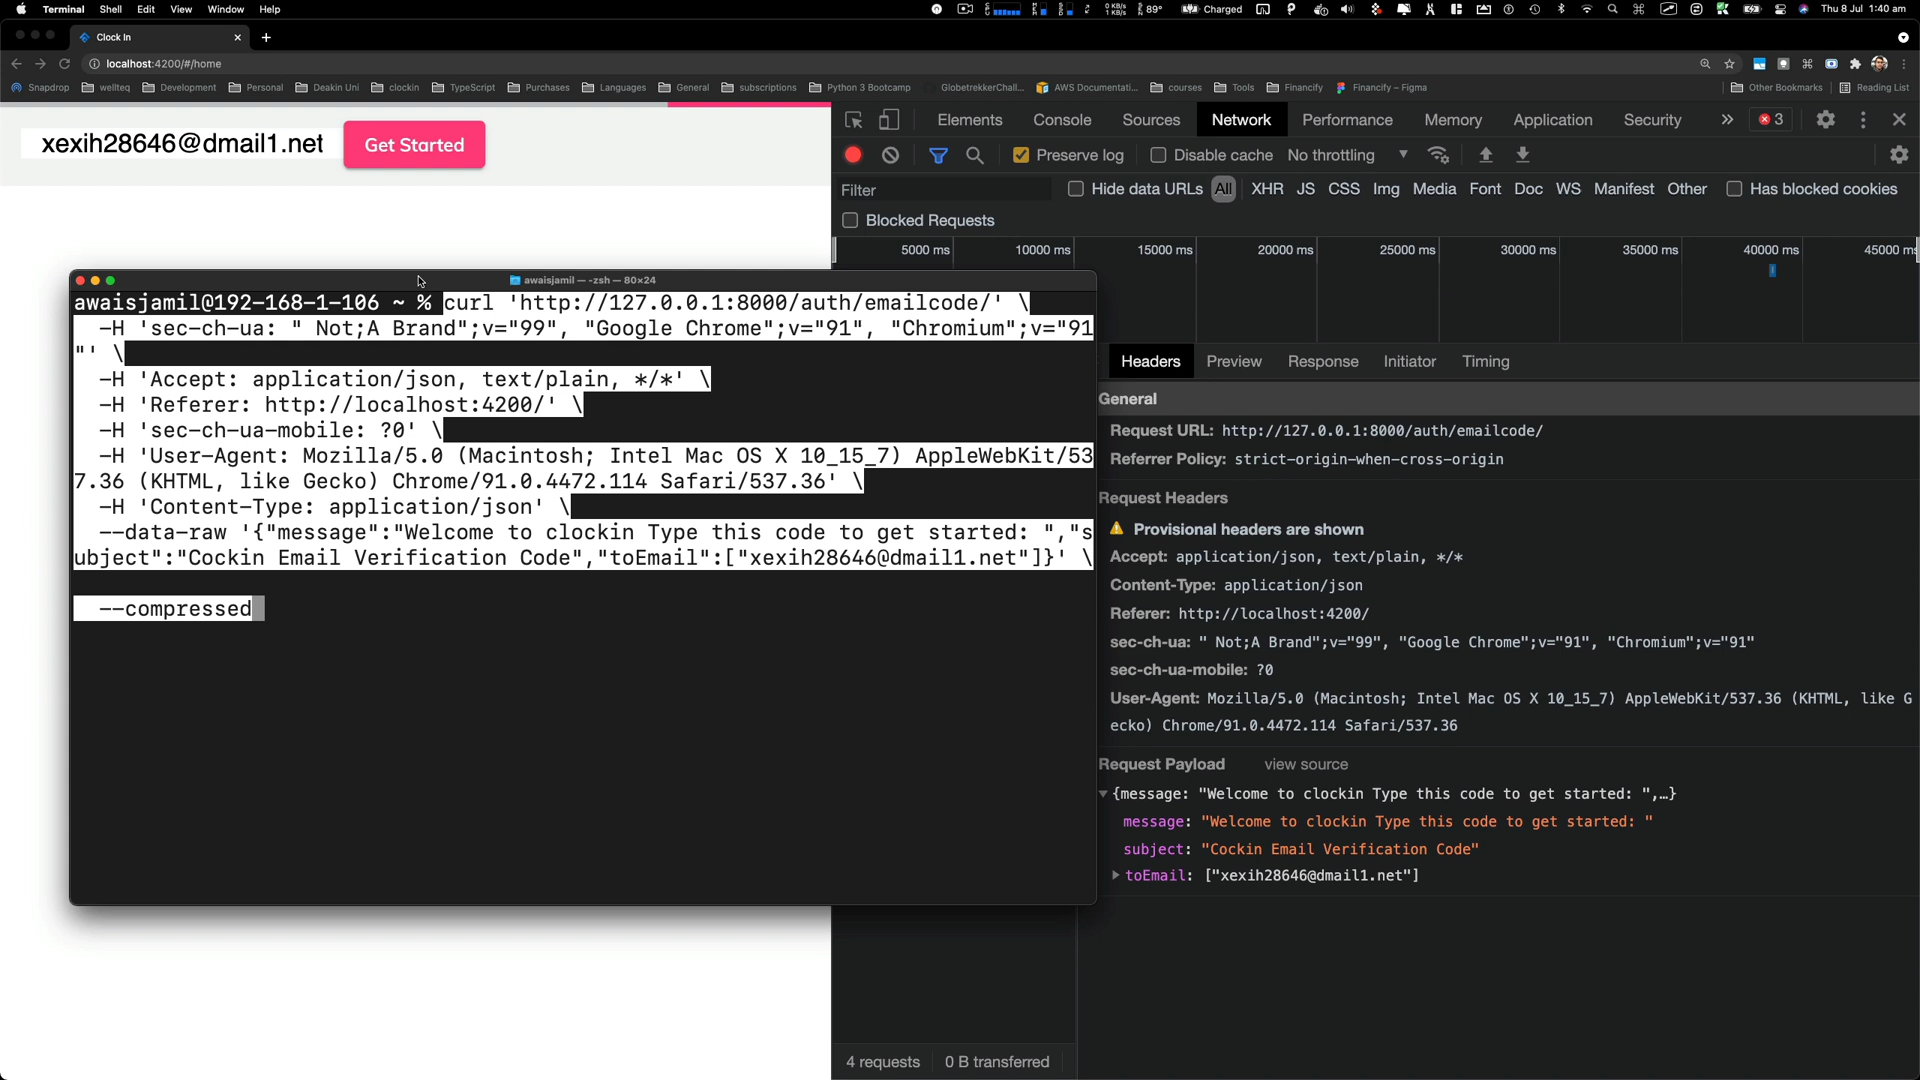 Terminal Shell Edit View Window Help
0 KB/s
1 KB/s
89° Charged Thu 8 Jul 1:40 am
Clock In
localhost:4200/#/home
Snapdrop wellteq Development Personal Deakin Uni clockin TypeScript Purchases Languages General subscriptions Python 3 Bootcamp GlobetrekkerChall... AWS Documentati... courses Tools Financify Financify – Figma Other Bookmarks Reading List
xexih28646@dmail1.net Get Started
Elements Console Sources Network Performance Memory Application Security » 3
Preserve log Disable cache No throttling
Filter Hide data URLs All XHR JS CSS Img Media Font Doc WS Manifest Other Has blocked cookies
Blocked Requests
5000 ms 10000 ms 15000 ms 20000 ms 25000 ms 30000 ms 35000 ms 40000 ms 45000 ms
awaisjamil — -zsh — 80×24
awaisjamil@192-168-1-106 ~ % curl 'http://127.0.0.1:8000/auth/emailcode/' \
-H 'sec-ch-ua: " Not;A Brand";v="99", "Google Chrome";v="91", "Chromium";v="91
"' \
-H 'Accept: application/json, text/plain, */*' \
-H 'Referer: http://localhost:4200/' \
-H 'sec-ch-ua-mobile: ?0' \
-H 'User-Agent: Mozilla/5.0 (Macintosh; Intel Mac OS X 10_15_7) AppleWebKit/53
7.36 (KHTML, like Gecko) Chrome/91.0.4472.114 Safari/537.36' \
-H 'Content-Type: application/json' \
--data-raw '{"message":"Welcome to clockin Type this code to get started: ","s
ubject":"Cockin Email Verification Code","toEmail":["xexih28646@dmail1.net"]}' \
--compressed
Headers Preview Response Initiator Timing
General
Request URL: http://127.0.0.1:8000/auth/emailcode/
Referrer Policy: strict-origin-when-cross-origin
Request Headers
Provisional headers are shown
Accept: application/json, text/plain, */*
Content-Type: application/json
Referer: http://localhost:4200/
sec-ch-ua: " Not;A Brand";v="99", "Google Chrome";v="91", "Chromium";v="91"
sec-ch-ua-mobile: ?0
User-Agent: Mozilla/5.0 (Macintosh; Intel Mac OS X 10_15_7) AppleWebKit/537.36 (KHTML, like G
ecko) Chrome/91.0.4472.114 Safari/537.36
Request Payload view source
{message: "Welcome to clockin Type this code to get started: ",…}
message: "Welcome to clockin Type this code to get started: "
subject: "Cockin Email Verification Code"
toEmail: ["xexih28646@dmail1.net"]
4 requests 0 B transferred